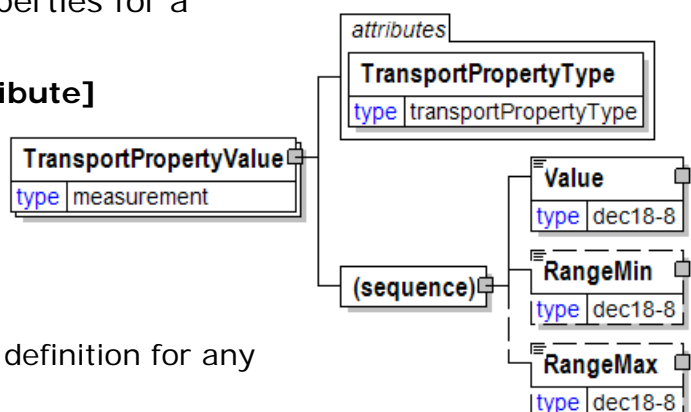 perties for a
attributes
TransportPropertyType
type transportPropertyType
ibute]
TransportPropertyValue
type measurement
Value
type dec18-8
(sequence)
RangeMin
type dec18-8
definition for any
RangeMax
type dec18-8